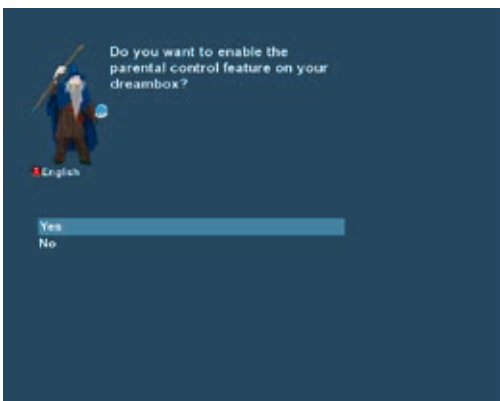 Do you want to enable the
parental control feature on your
dreambox?
English
Yes
No